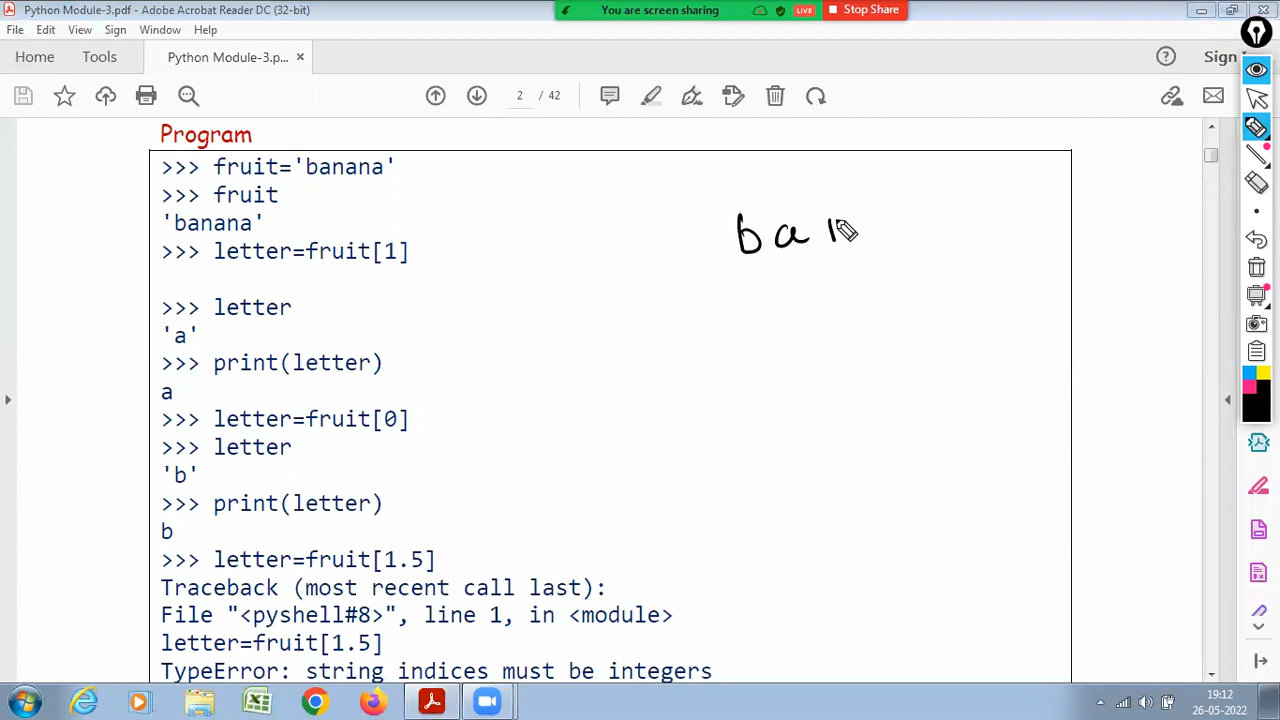 Python Module-3.pdf - Adobe Acrobat Reader DC (32-bit)
You are screen sharing
LIVE
Stop Share
File Edit View Sign Window Help
Home Tools Python Module-3.p... ×
Sign
2 / 42
Program
>>> fruit='banana'
>>> fruit
'banana'
>>> letter=fruit[1]
>>> letter
'a'
>>> print(letter)
a
>>> letter=fruit[0]
>>> letter
'b'
>>> print(letter)
b
>>> letter=fruit[1.5]
Traceback (most recent call last):
File "<pyshell#8>", line 1, in <module>
letter=fruit[1.5]
TypeError: string indices must be integers
b a
19:12
26-05-2022